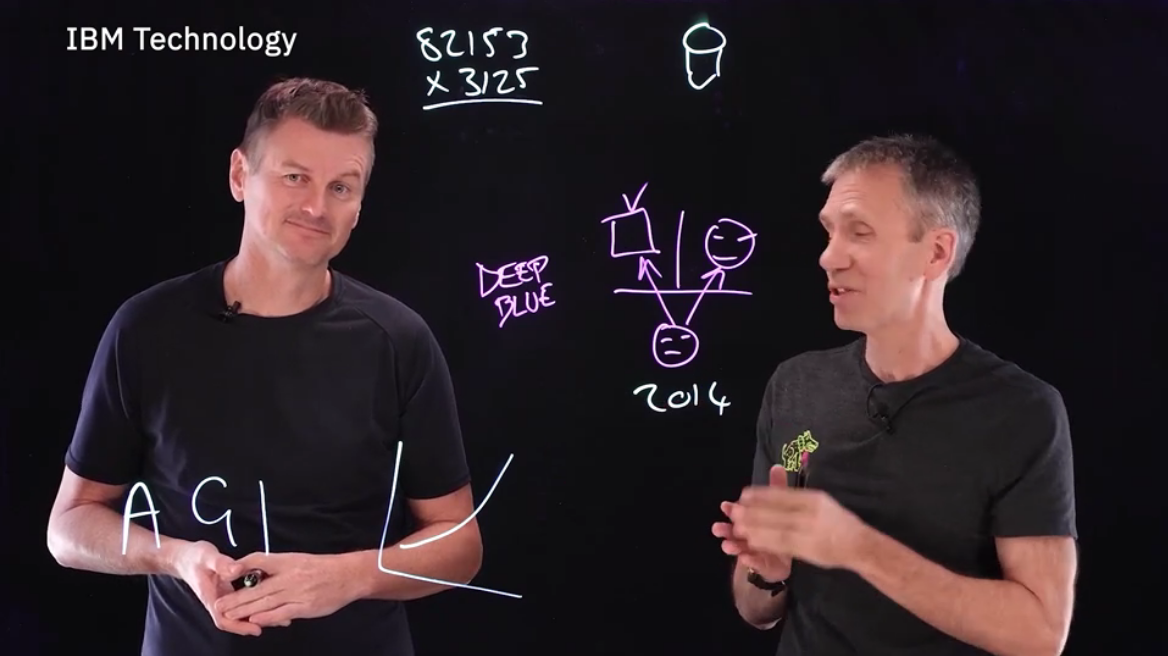 IBM Technology
82153
x 3125
DEEP
BLUE
2014
AGI